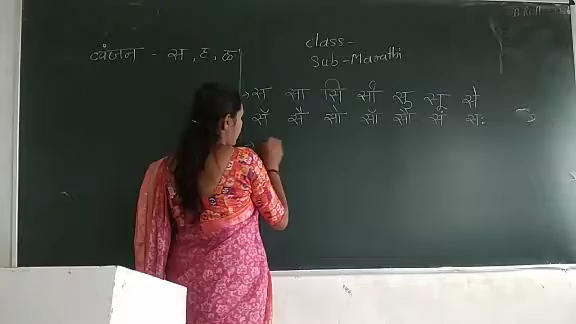 class-
Sub- Marathi
व्यंजन - स, ह, ळ
स सा सि सी सु सू से
सॅ सै सो सॉ सौ सं सः